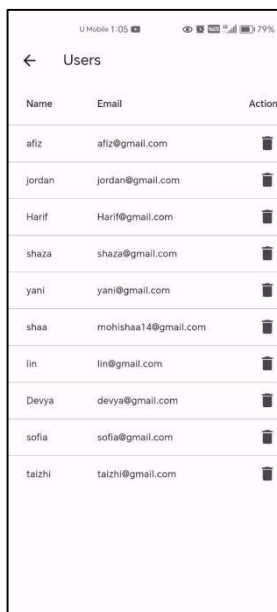 U Mobile 1:05 79%
Users
Name Email Action
afiz afiz@gmail.com
jordan jordan@gmail.com
Harif Harif@gmail.com
shaza shaza@gmail.com
yani yani@gmail.com
shaa mohishaa14@gmail.com
lin lin@gmail.com
Devya devya@gmail.com
sofia sofia@gmail.com
taizhi taizhi@gmail.com